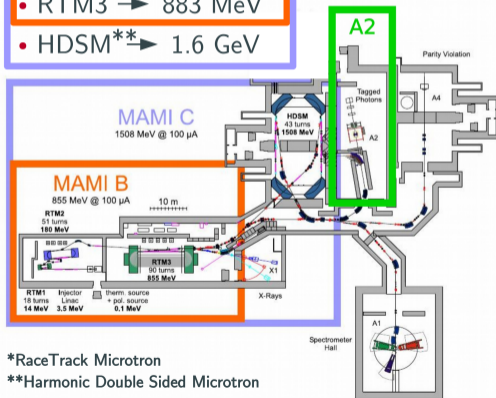 • RTM3 → 883 MeV
• HDSM** → 1.6 GeV
A2
Parity Violation
Tagged
Photons
A4
A2
HDSM
43 turns
1508 MeV
MAMI C
1508 MeV @ 100 µA
MAMI B
855 MeV @ 100 µA
10 m
RTM2
51 turns
180 MeV
RTM3
90 turns
855 MeV
X1
RTM1
18 turns
14 MeV
Injector
Linac
3.5 MeV
therm. source
+ pol. source
0.1 MeV
X-Rays
Spectrometer
Hall
A1
*RaceTrack Microtron
**Harmonic Double Sided Microtron